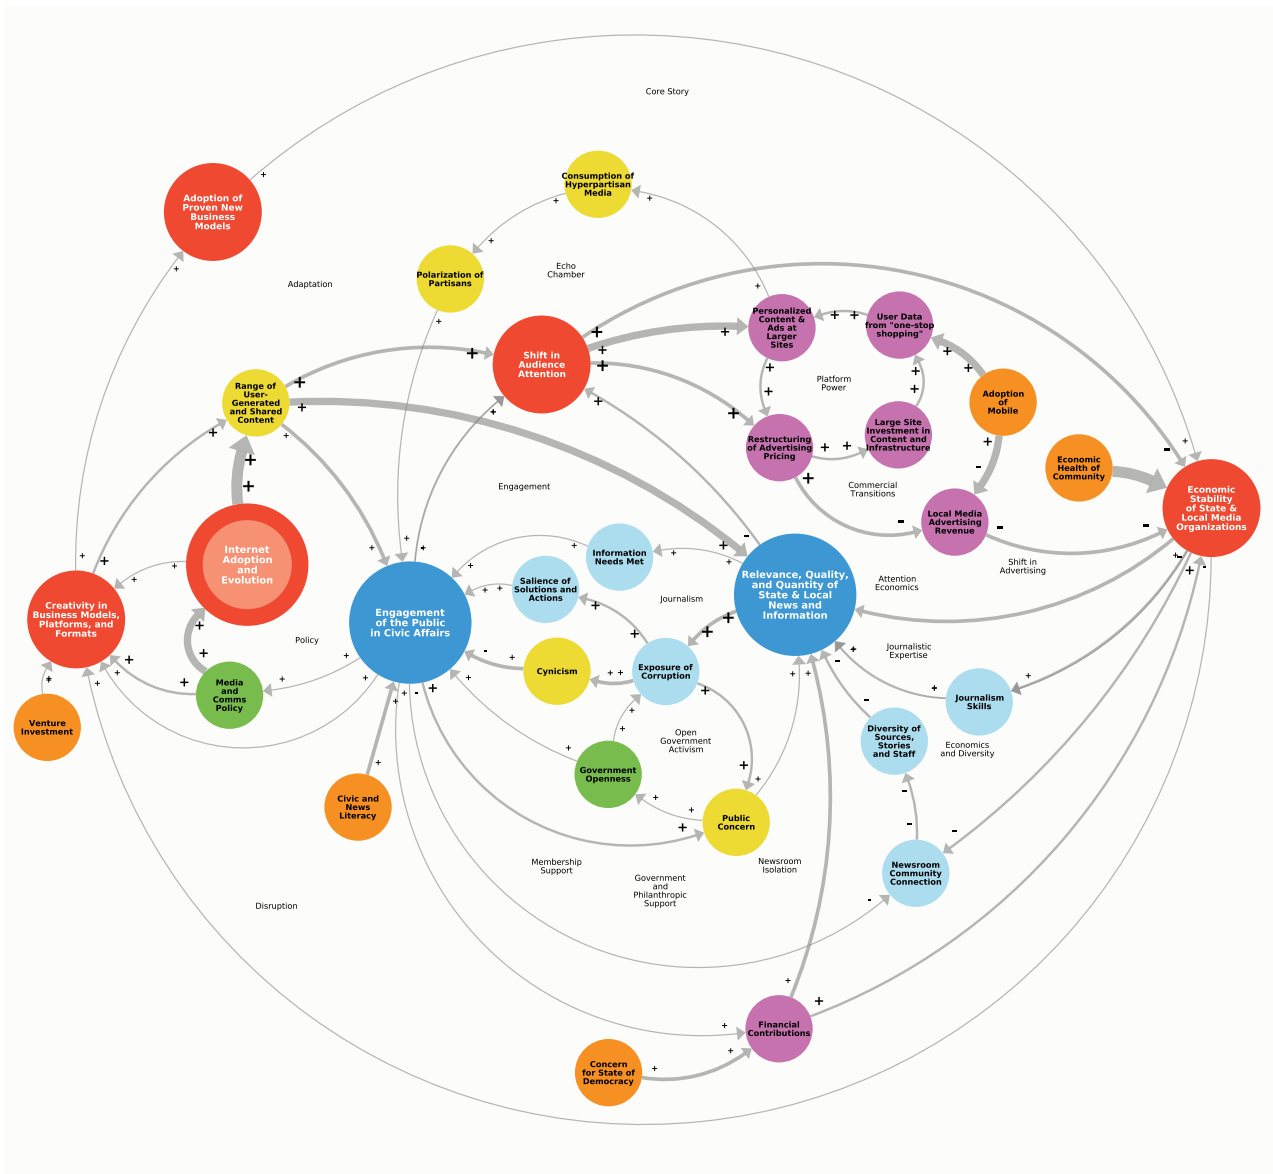 Core Story
Adoption of
Proven New
Business
Models
Consumption of
Hyperpartisan
Media
Polarization of
Partisans
Echo
Chamber
Adaptation
Personalized
Content &
Ads at
Larger
Sites
User Data
from "one-stop
shopping"
Shift in
Audience
Attention
Platform
Power
Range of
User-
Generated
and Shared
Content
Adoption
of
Mobile
Restructuring
of Advertising
Pricing
Large Site
Investment in
Content and
Infrastructure
Economic
Health of
Community
Engagement
Commercial
Transitions
Economic
Stability
of State &
Local Media
Organizations
Local Media
Advertising
Revenue
Internet
Adoption
and
Evolution
Information
Needs Met
Shift in
Advertising
Salience of
Solutions and
Actions
Journalism
Relevance, Quality,
and Quantity of
State & Local
News and
Information
Attention
Economics
Creativity in
Business Models,
Platforms, and
Formats
Engagement
of the Public
in Civic Affairs
Policy
Journalistic
Expertise
Cynicism
Exposure of
Corruption
Media
and
Comms
Policy
Journalism
Skills
Venture
Investment
Open
Government
Activism
Diversity of
Sources,
Stories
and Staff
Economics
and Diversity
Government
Openness
Civic and
News
Literacy
Public
Concern
Membership
Support
Newsroom
Isolation
Government
and
Philanthropic
Support
Newsroom
Community
Connection
Disruption
Financial
Contributions
Concern
for State of
Democracy